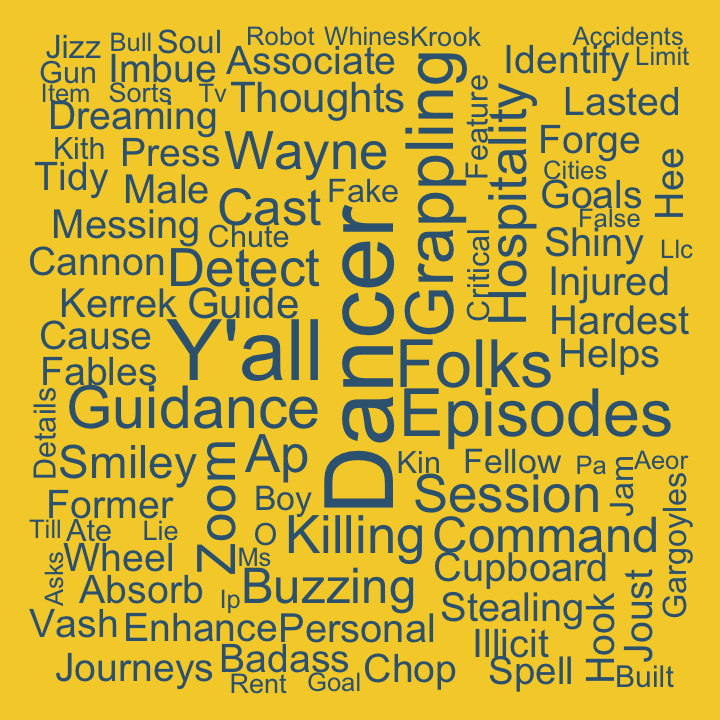 Jizz Bull Soul Robot Whines Krook Accidents
Gun Imbue Associate Identify Limit
Item Sorts Tv Thoughts Grappling Feature Hospitality Lasted
Dreaming Forge
Kith Press Wayne Cities Hee
Tidy Male Fake Goals
Messing Cast Dancer False
Chute Critical Shiny Llc
Cannon Detect Injured
Kerrek Guide Hardest
Cause Y'all Folks Helps
Fables
Details Guidance Episodes
Smiley Zoom Ap Kin Fellow Pa Aeor
Former Boy Session Jam Gargoyles
Till Ate Lie O Killing Command
Asks Wheel Ms Cupboard
Absorb Ip Buzzing Joust
Vash Enhance Personal Stealing Hook
Illicit
Journeys Badass Chop Spell Built
Rent Goal